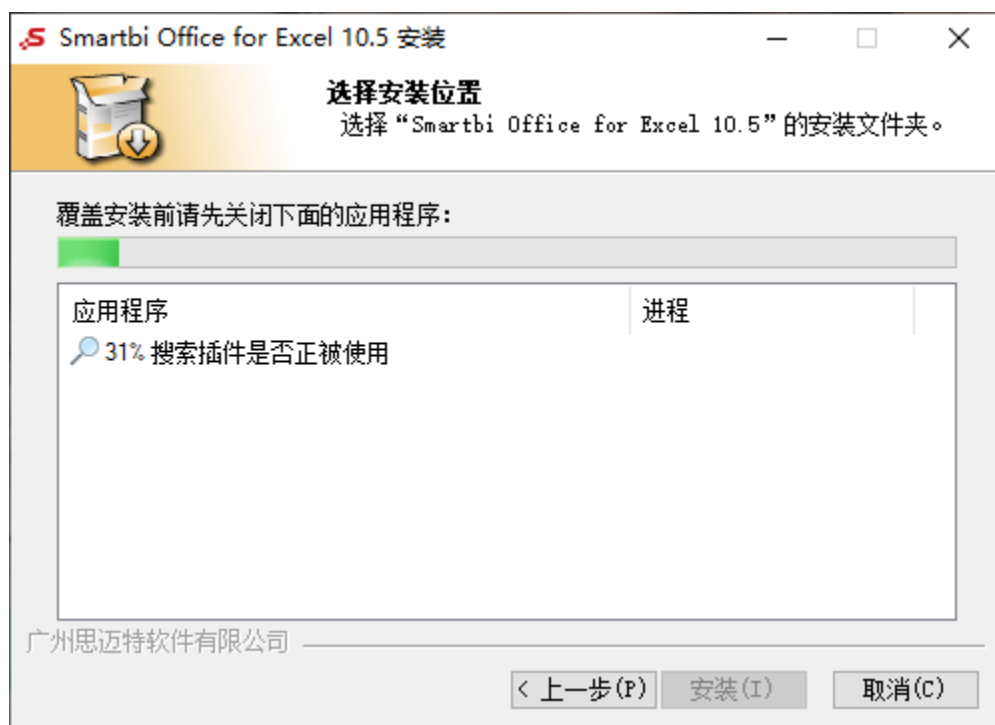 Smartbi Office for Excel 10.5 安装
选择安装位置
选择“Smartbi Office for Excel 10.5”的安装文件夹。
覆盖安装前请先关闭下面的应用程序：
应用程序 进程
31% 搜索插件是否正被使用
广州思迈特软件有限公司
< 上一步(P) 安装(I) 取消(C)